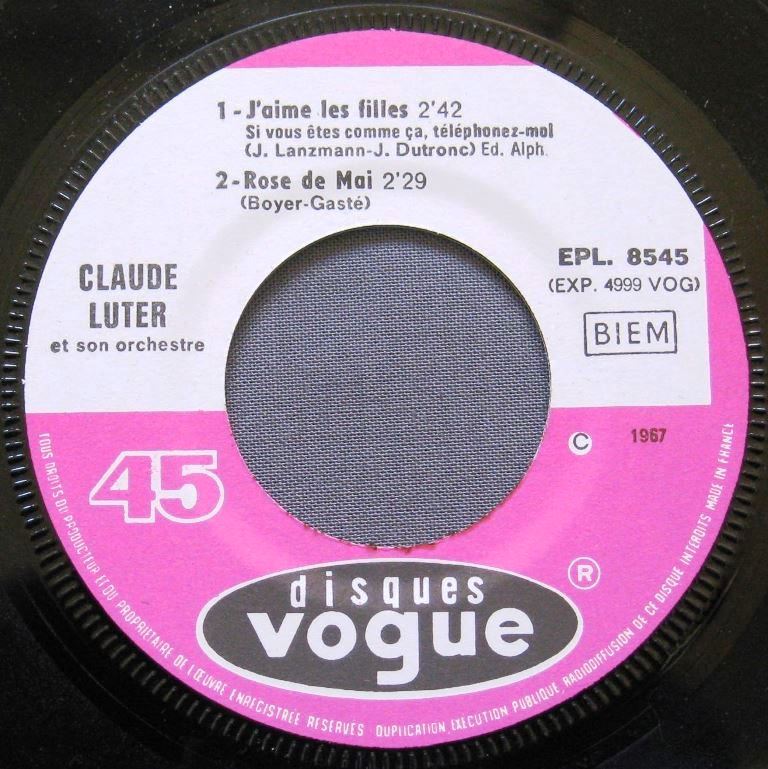 1 - J'aime les filles 2'42
Si vous êtes comme ça, téléphonez-moi
(J. Lanzmann-J. Dutronc) Ed. Alph.
2 - Rose de Mai 2'29
(Boyer-Gasté)
CLAUDE
LUTER
et son orchestre
EPL. 8545
(EXP. 4999 VOG)
BIEM
45
© 1967
disques
vogue
®
TOUS DROITS DU PRODUCTEUR ET DU PROPRIETAIRE DE L'ŒUVRE ENREGISTRÉE RESERVÉS DUPLICATION, EXECUTION PUBLIQUE, RADIODIFFUSION DE CE DISQUE INTERDITS MADE IN FRANCE